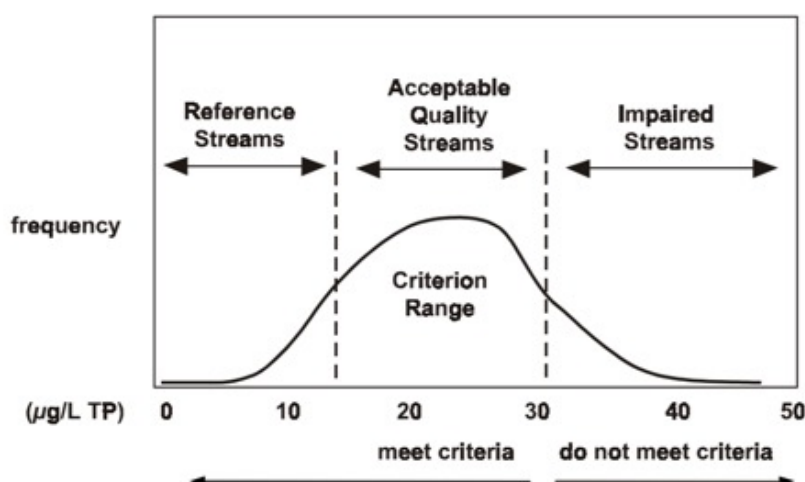 Reference
Streams
Acceptable
Quality
Streams
Impaired
Streams
frequency
Criterion
Range
(µg/L TP) 0 10 20 30 40 50
meet criteria do not meet criteria